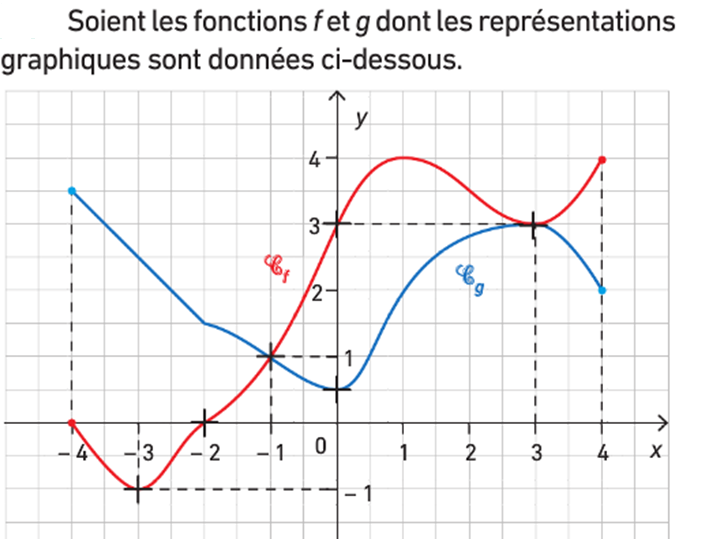 Soient les fonctions f et g dont les représentations
graphiques sont données ci-dessous.
y
4
3
𝒞f
2
𝒞g
1
-4 -3 -2 -1 0 1 2 3 4 x
-1